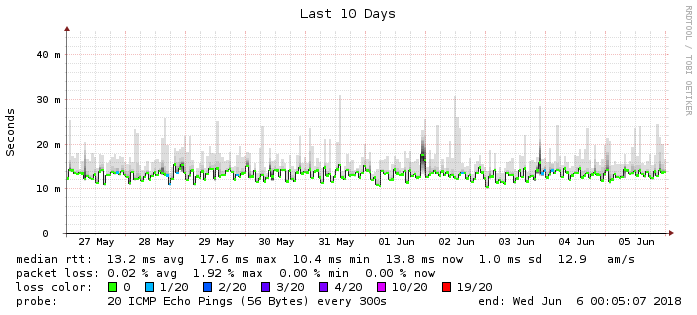 Last 10 Days
RRDTOOL / TOBI OETIKER
Seconds
40 m
30 m
20 m
10 m
0
27 May 28 May 29 May 30 May 31 May 01 Jun 02 Jun 03 Jun 04 Jun 05 Jun
median rtt: 13.2 ms avg 17.6 ms max 10.4 ms min 13.8 ms now 1.0 ms sd 12.9 am/s
packet loss: 0.02 % avg 1.92 % max 0.00 % min 0.00 % now
loss color: 0 1/20 2/20 3/20 4/20 10/20 19/20
probe: 20 ICMP Echo Pings (56 Bytes) every 300s end: Wed Jun 6 00:05:07 2018